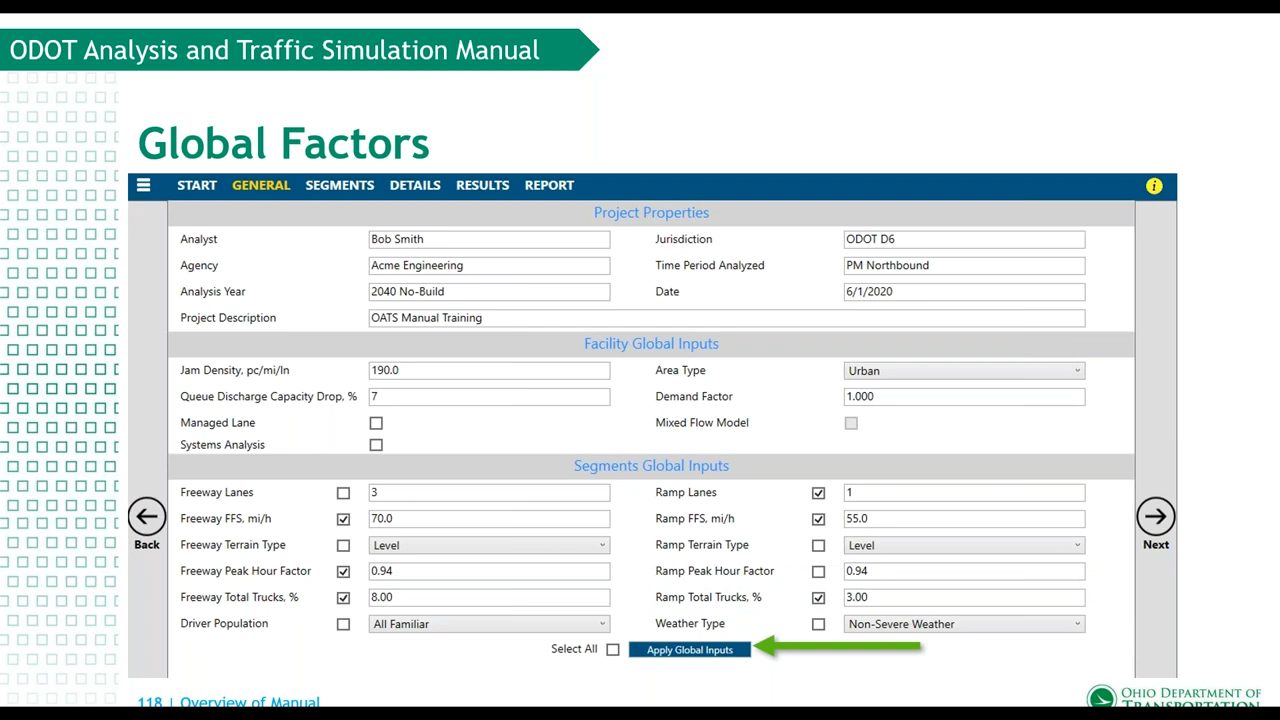 ODOT Analysis and Traffic Simulation Manual
Global Factors
START GENERAL SEGMENTS DETAILS RESULTS REPORT i
Project Properties
Analyst Bob Smith Jurisdiction ODOT D6
Agency Acme Engineering Time Period Analyzed PM Northbound
Analysis Year 2040 No-Build Date 6/1/2020
Project Description OATS Manual Training
Facility Global Inputs
Jam Density, pc/mi/ln 190.0 Area Type Urban
Queue Discharge Capacity Drop, % 7 Demand Factor 1.000
Managed Lane Mixed Flow Model
Systems Analysis
Segments Global Inputs
Freeway Lanes 3 Ramp Lanes 1
Freeway FFS, mi/h 70.0 Ramp FFS, mi/h 55.0
Freeway Terrain Type Level Ramp Terrain Type Level
Freeway Peak Hour Factor 0.94 Ramp Peak Hour Factor 0.94
Freeway Total Trucks, % 8.00 Ramp Total Trucks, % 3.00
Driver Population All Familiar Weather Type Non-Severe Weather
Select All Apply Global Inputs
Back
Next
118 | Overview of Manual
OHIO DEPARTMENT OF
TRANSPORTATION